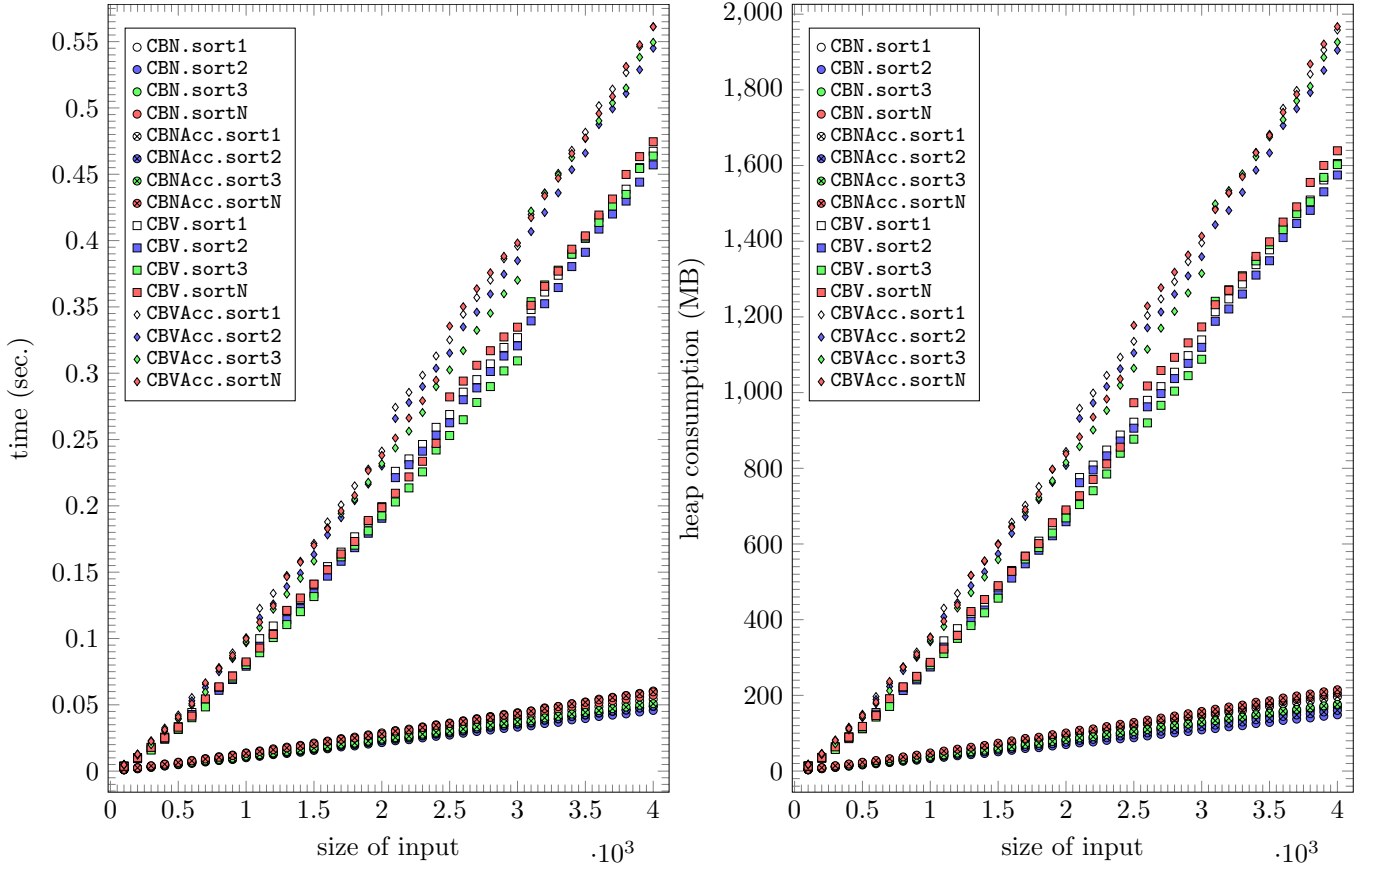 0.55
0.5
0.45
0.4
0.35
0.3
0.25
0.2
0.15
0.1
0.05
0
time (sec.)
CBN.sort1
CBN.sort2
CBN.sort3
CBN.sortN
CBNAcc.sort1
CBNAcc.sort2
CBNAcc.sort3
CBNAcc.sortN
CBV.sort1
CBV.sort2
CBV.sort3
CBV.sortN
CBVAcc.sort1
CBVAcc.sort2
CBVAcc.sort3
CBVAcc.sortN
0 0.5 1 1.5 2 2.5 3 3.5 4
size of input
·10³
2,000
1,800
1,600
1,400
1,200
1,000
800
600
400
200
0
heap consumption (MB)
CBN.sort1
CBN.sort2
CBN.sort3
CBN.sortN
CBNAcc.sort1
CBNAcc.sort2
CBNAcc.sort3
CBNAcc.sortN
CBV.sort1
CBV.sort2
CBV.sort3
CBV.sortN
CBVAcc.sort1
CBVAcc.sort2
CBVAcc.sort3
CBVAcc.sortN
0 0.5 1 1.5 2 2.5 3 3.5 4
size of input
·10³